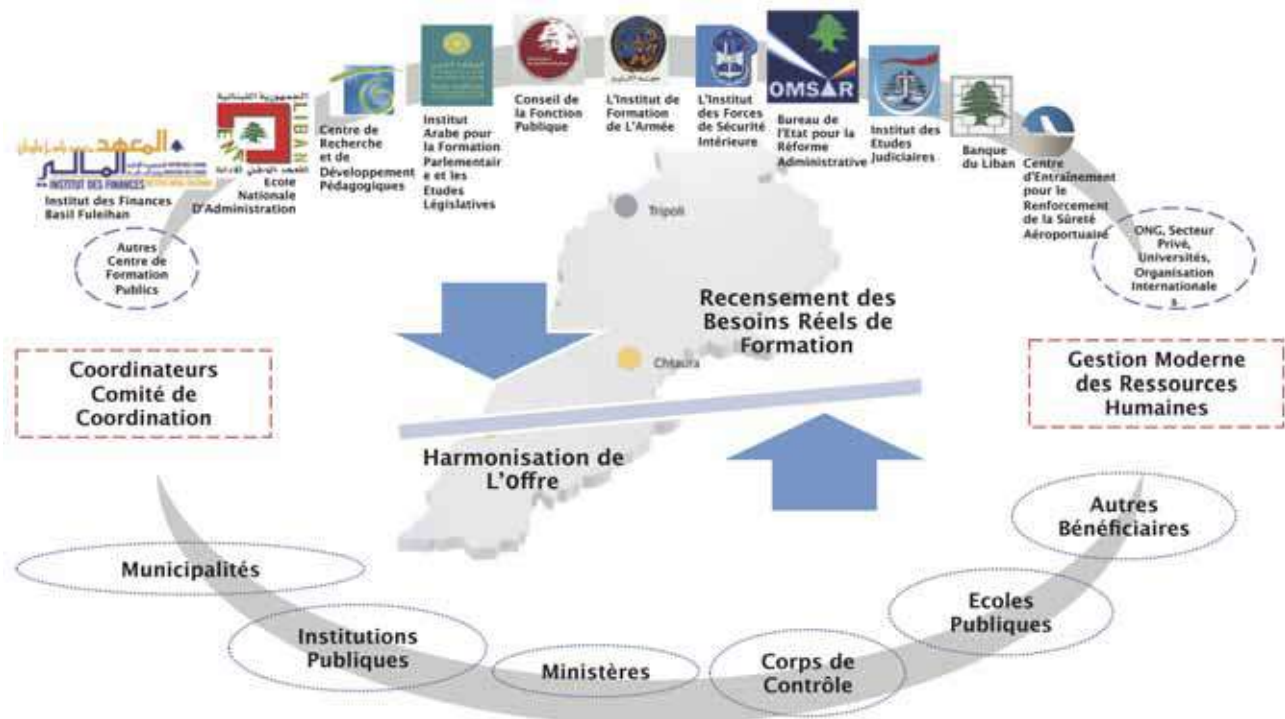 المعهد
المالي
INSTITUT DES FINANCES
Institut des Finances
Basil Fuleihan
الجمهورية اللبنانية
LIBAN
ENA
Ecole
Nationale
D'Administration
Centre de
Recherche
et de
Développement
Pédagogiques
Institut
Arabe pour
la Formation
Parlementair
e et les
Etudes
Législatives
Conseil de
la Fonction
Publique
L'Institut de
Formation
de L'Armée
L'Institut
des Forces
de Sécurité
Intérieure
OMSAR
Bureau de
l'Etat pour la
Réforme
Administrative
Institut des
Etudes
Judiciaires
Banque
du Liban
Centre
d'Entraînement
pour le
Renforcement
de la Sûreté
Aéroportuaire
Autres
Centre de
Formation
Publics
ONG, Secteur
Privé,
Universités,
Organisation
Internationale
s
Tripoli
Recensement des
Besoins Réels de
Formation
Chtaura
Coordinateurs
Comité de
Coordination
Gestion Moderne
des Ressources
Humaines
Harmonisation de
L'Offre
Municipalités
Institutions
Publiques
Ministères
Corps de
Contrôle
Ecoles
Publiques
Autres
Bénéficiaires